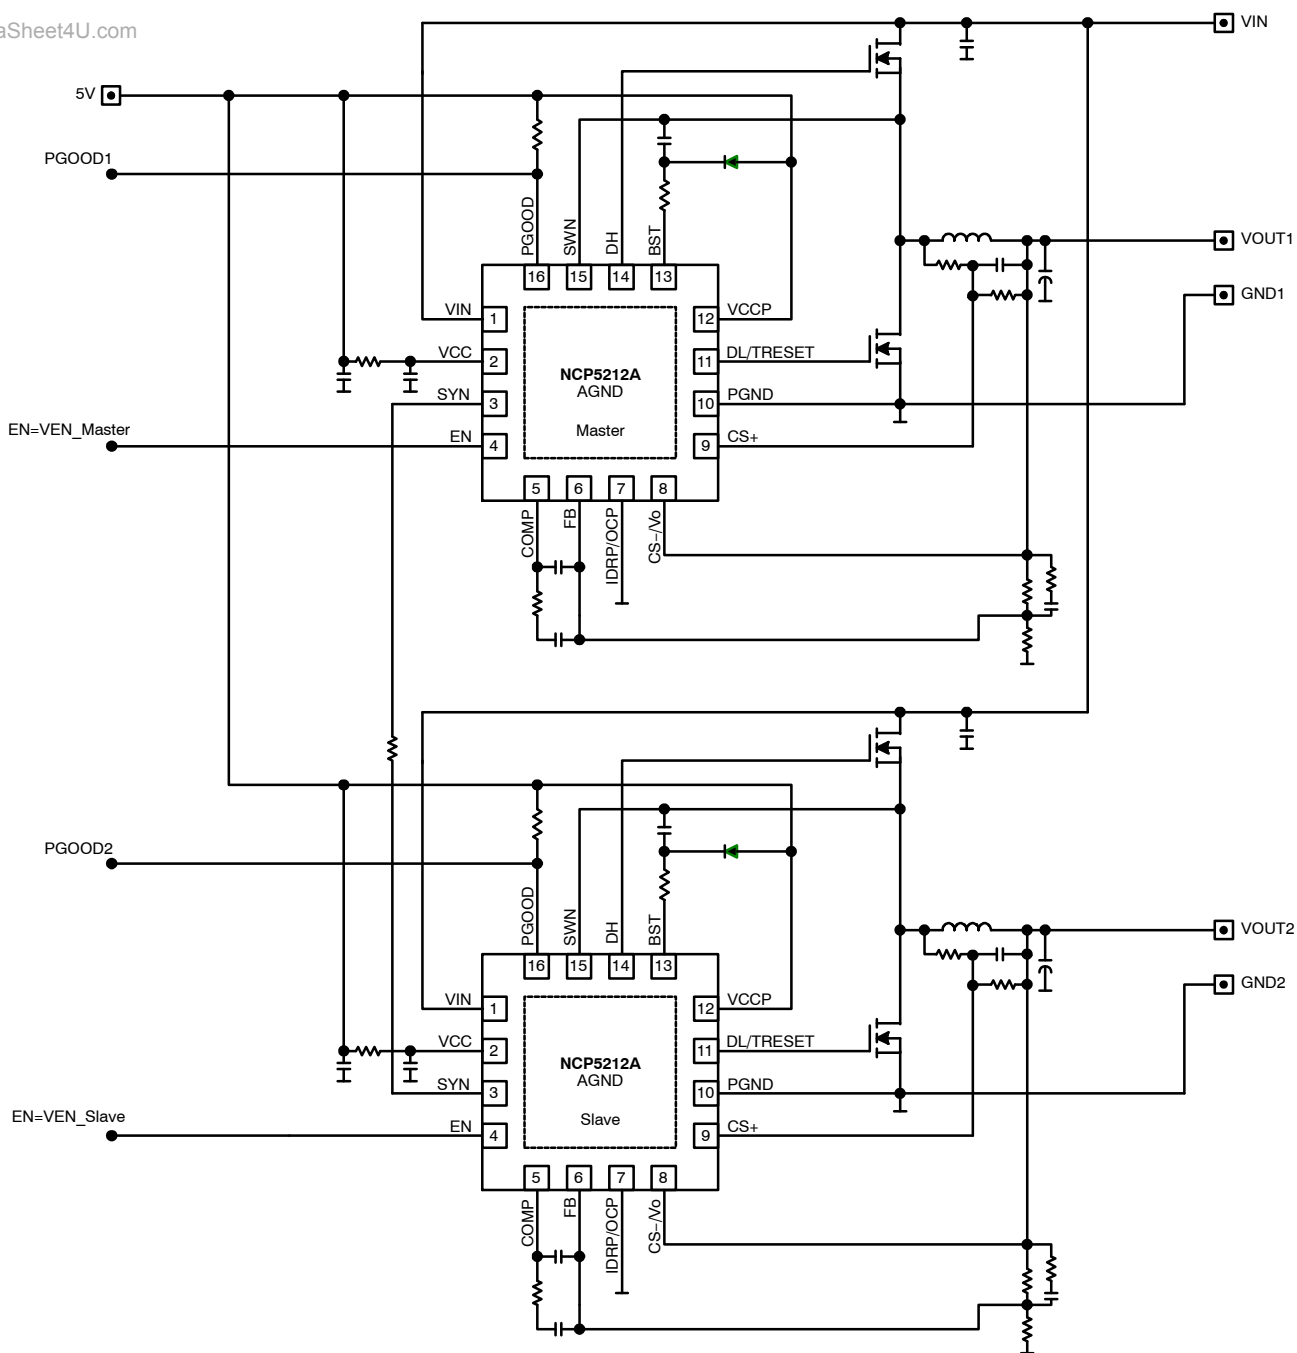 aSheet4U.com
VIN
5V
PGOOD1
PGOOD
SWN
DH
BST
VOUT1
16
15
14
13
GND1
VIN
1
12
VCCP
VCC
2
NCP5212A
11
DL/TRESET
AGND
SYN
3
10
PGND
EN=VEN_Master
Master
EN
4
9
CS+
5
6
7
8
COMP
FB
IDRP/OCP
CS−/Vo
PGOOD2
PGOOD
SWN
DH
BST
VOUT2
16
15
14
13
GND2
VIN
1
12
VCCP
VCC
2
NCP5212A
11
DL/TRESET
AGND
SYN
3
10
PGND
EN=VEN_Slave
Slave
EN
4
9
CS+
5
6
7
8
COMP
FB
IDRP/OCP
CS−/Vo